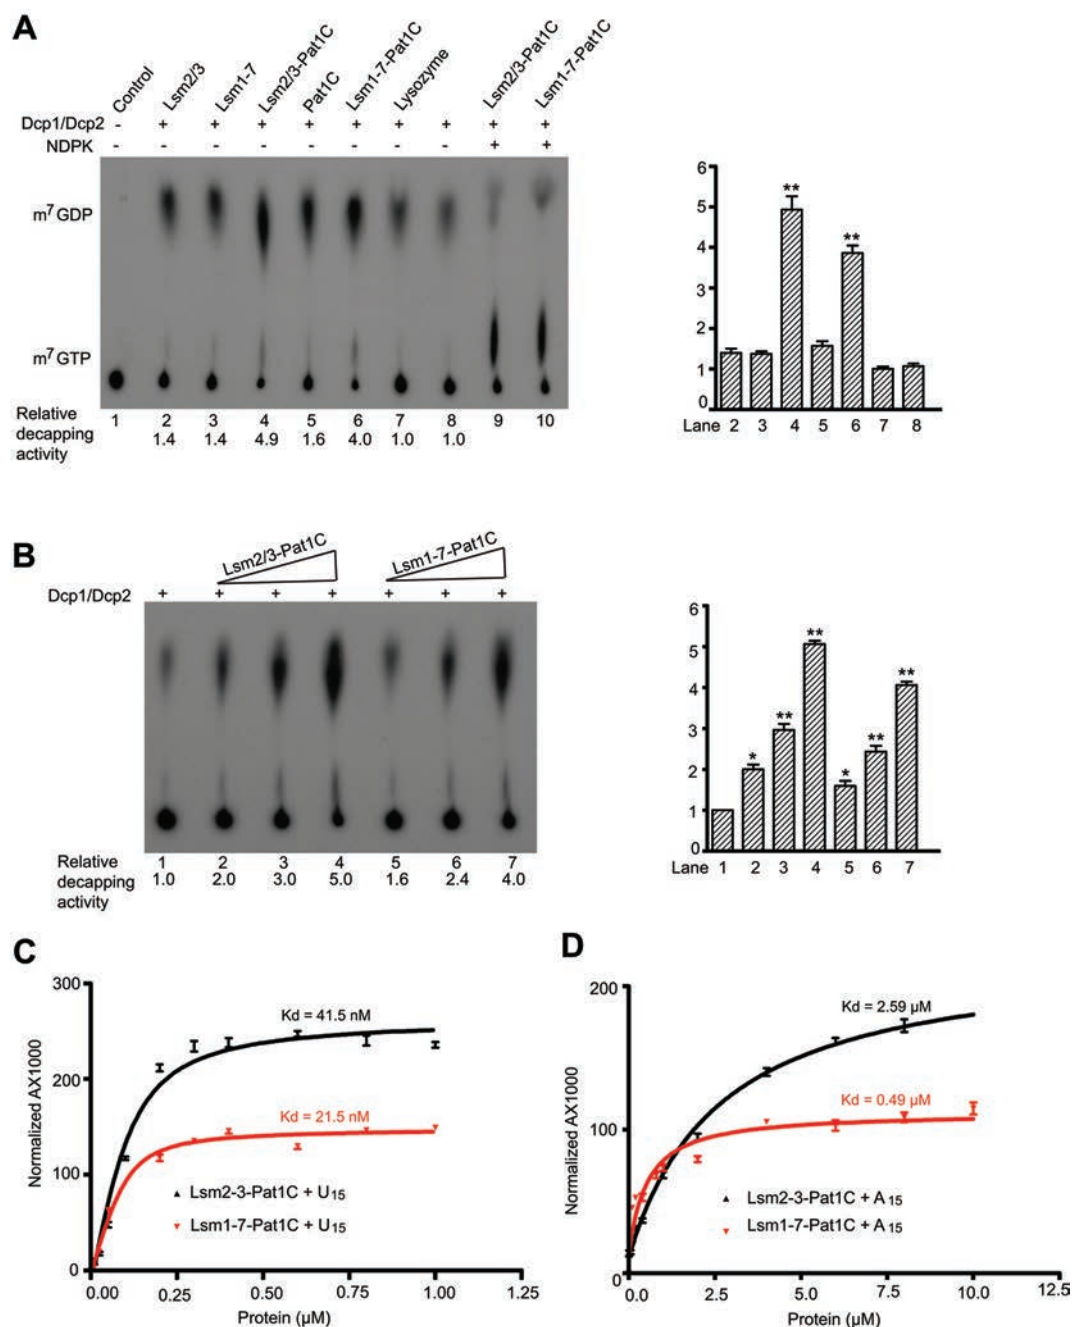 A
Control
Lsm2/3
Lsm1-7
Lsm2/3-Pat1C
Pat1C
Lsm1-7-Pat1C
Lysozyme
Lsm2/3-Pat1C
Lsm1-7-Pat1C
Dcp1/Dcp2 - + + + + + + + + +
NDPK - - - - - - - - + +
m⁷GDP
m⁷GTP
Relative 1 2 3 4 5 6 7 8 9 10
decapping 1.4 1.4 4.9 1.6 4.0 1.0 1.0
activity
6
5
4
3
2
1
0
** **
Lane 2 3 4 5 6 7 8
B
Lsm2/3-Pat1C Lsm1-7-Pat1C
Dcp1/Dcp2 + + + + + + +
Relative 1 2 3 4 5 6 7
decapping 1.0 2.0 3.0 5.0 1.6 2.4 4.0
activity
6
5
4
3
2
1
0
* ** ** * ** **
Lane 1 2 3 4 5 6 7
C
Normalized AX1000
300
200
100
0
Kd = 41.5 nM
Kd = 21.5 nM
Lsm2-3-Pat1C + U₁₅
Lsm1-7-Pat1C + U₁₅
0.00 0.25 0.50 0.75 1.00 1.25
Protein (µM)
D
Normalized AX1000
200
100
0
Kd = 2.59 µM
Kd = 0.49 µM
Lsm2-3-Pat1C + A₁₅
Lsm1-7-Pat1C + A₁₅
0.0 2.5 5.0 7.5 10.0 12.5
Protein (µM)